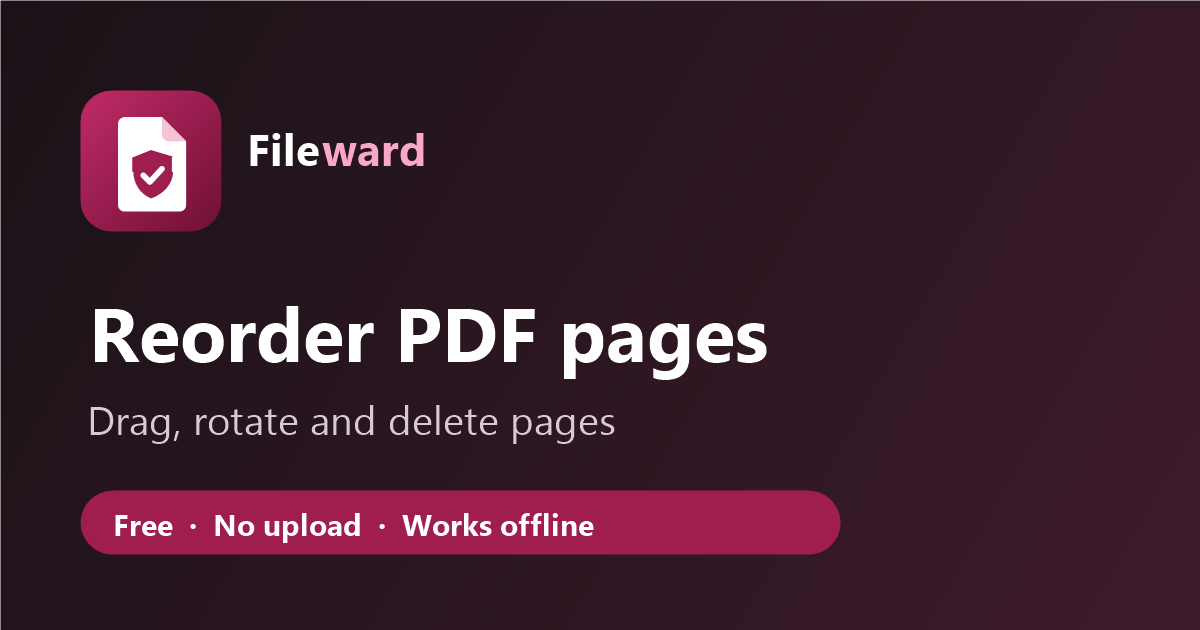 Fileward
Reorder PDF pages
Drag, rotate and delete pages
Free · No upload · Works offline